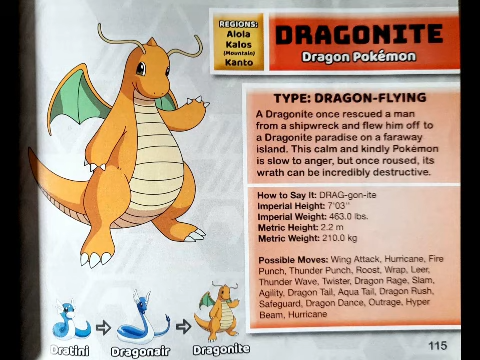 REGIONS:
Alola
Kalos
(Mountain)
Kanto
DRAGONITE
Dragon Pokémon
TYPE: DRAGON-FLYING
A Dragonite once rescued a man
from a shipwreck and flew him off to
a Dragonite paradise on a faraway
island. This calm and kindly Pokémon
is slow to anger, but once roused, its
wrath can be incredibly destructive.
How to Say It: DRAG-gon-ite
Imperial Height: 7'03"
Imperial Weight: 463.0 lbs.
Metric Height: 2.2 m
Metric Weight: 210.0 kg
Possible Moves: Wing Attack, Hurricane, Fire
Punch, Thunder Punch, Roost, Wrap, Leer,
Thunder Wave, Twister, Dragon Rage, Slam,
Agility, Dragon Tail, Aqua Tail, Dragon Rush,
Safeguard, Dragon Dance, Outrage, Hyper
Beam, Hurricane
Dratini
Dragonair
Dragonite
115